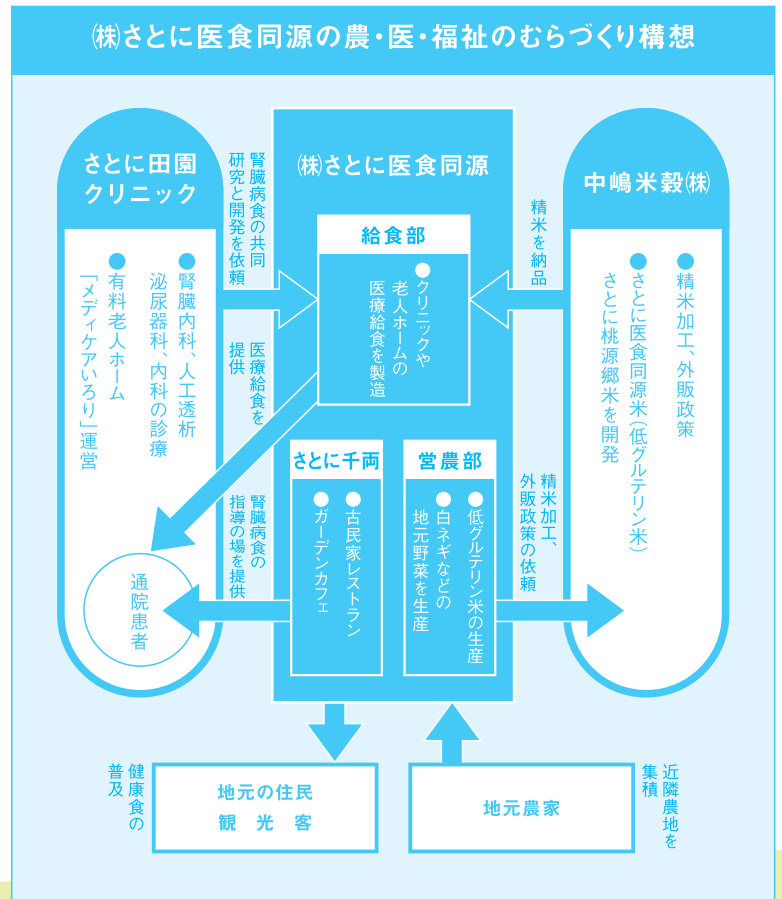 ㈱さとに医食同源の農・医・福祉のむらづくり構想
さとに田園
クリニック
●腎臓内科、人工透析
泌尿器科、内科の診療
●有料老人ホーム
「メディケアいろり」運営
通院患者
腎臓病食の共同
研究と開発を依頼
医療給食を
提供
腎臓病食の
指導の場を提供
㈱さとに医食同源
給食部
●クリニックや
老人ホームの
医療給食を製造
さとに千両
●古民家レストラン
●ガーデンカフェ
営農部
●低グルテリン米の生産
●白ネギなどの
地元野菜を生産
精米を納品
精米加工、
外販政策の依頼
中嶋米穀㈱
●精米加工、外販政策
●さとに医食同源米(低グルテリン米)
さとに桃源郷米を開発
健康食の
普及
地元の住民
観光客
地元農家
近隣農地を
集積